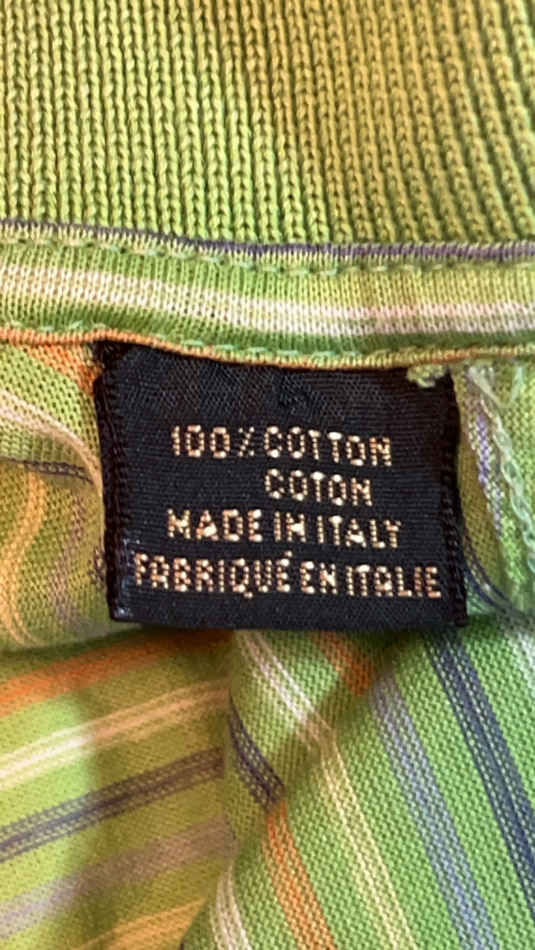 100% COTTON
COTON
MADE IN ITALY
FABRIQUÉ EN ITALIE